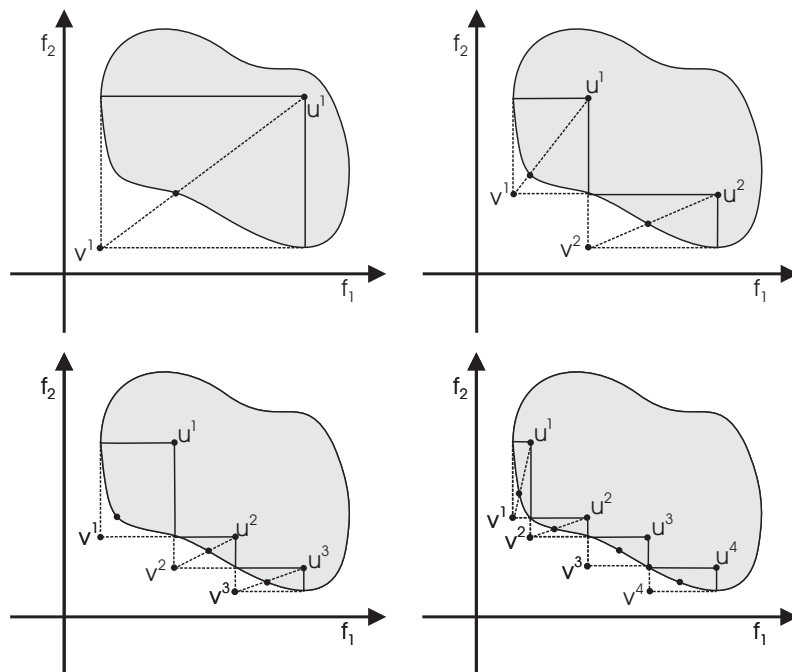 f₂
u¹
v¹
f₁
f₂
u¹
v¹
u²
v²
f₁
f₂
u¹
v¹
u²
v²
u³
v³
f₁
f₂
u¹
v¹
u²
v²
u³
v³
u⁴
v⁴
f₁